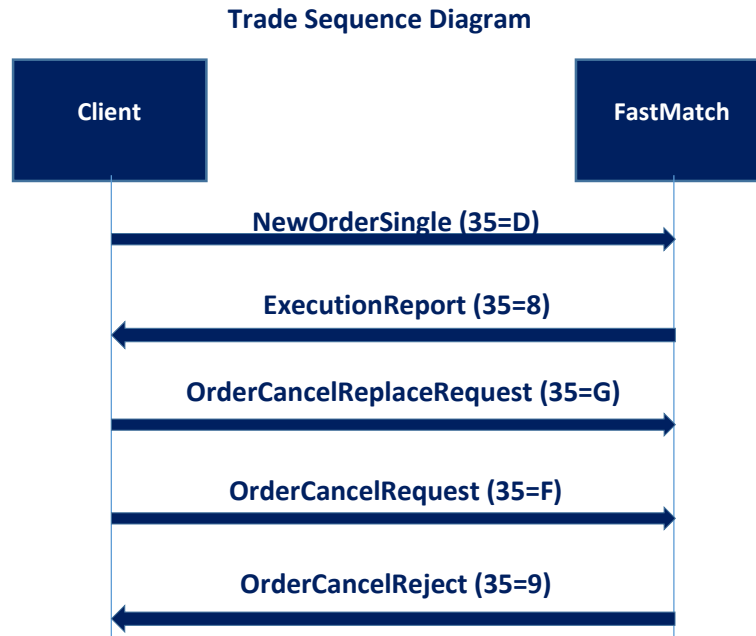 Trade Sequence Diagram
Client
FastMatch
NewOrderSingle (35=D)
ExecutionReport (35=8)
OrderCancelReplaceRequest (35=G)
OrderCancelRequest (35=F)
OrderCancelReject (35=9)